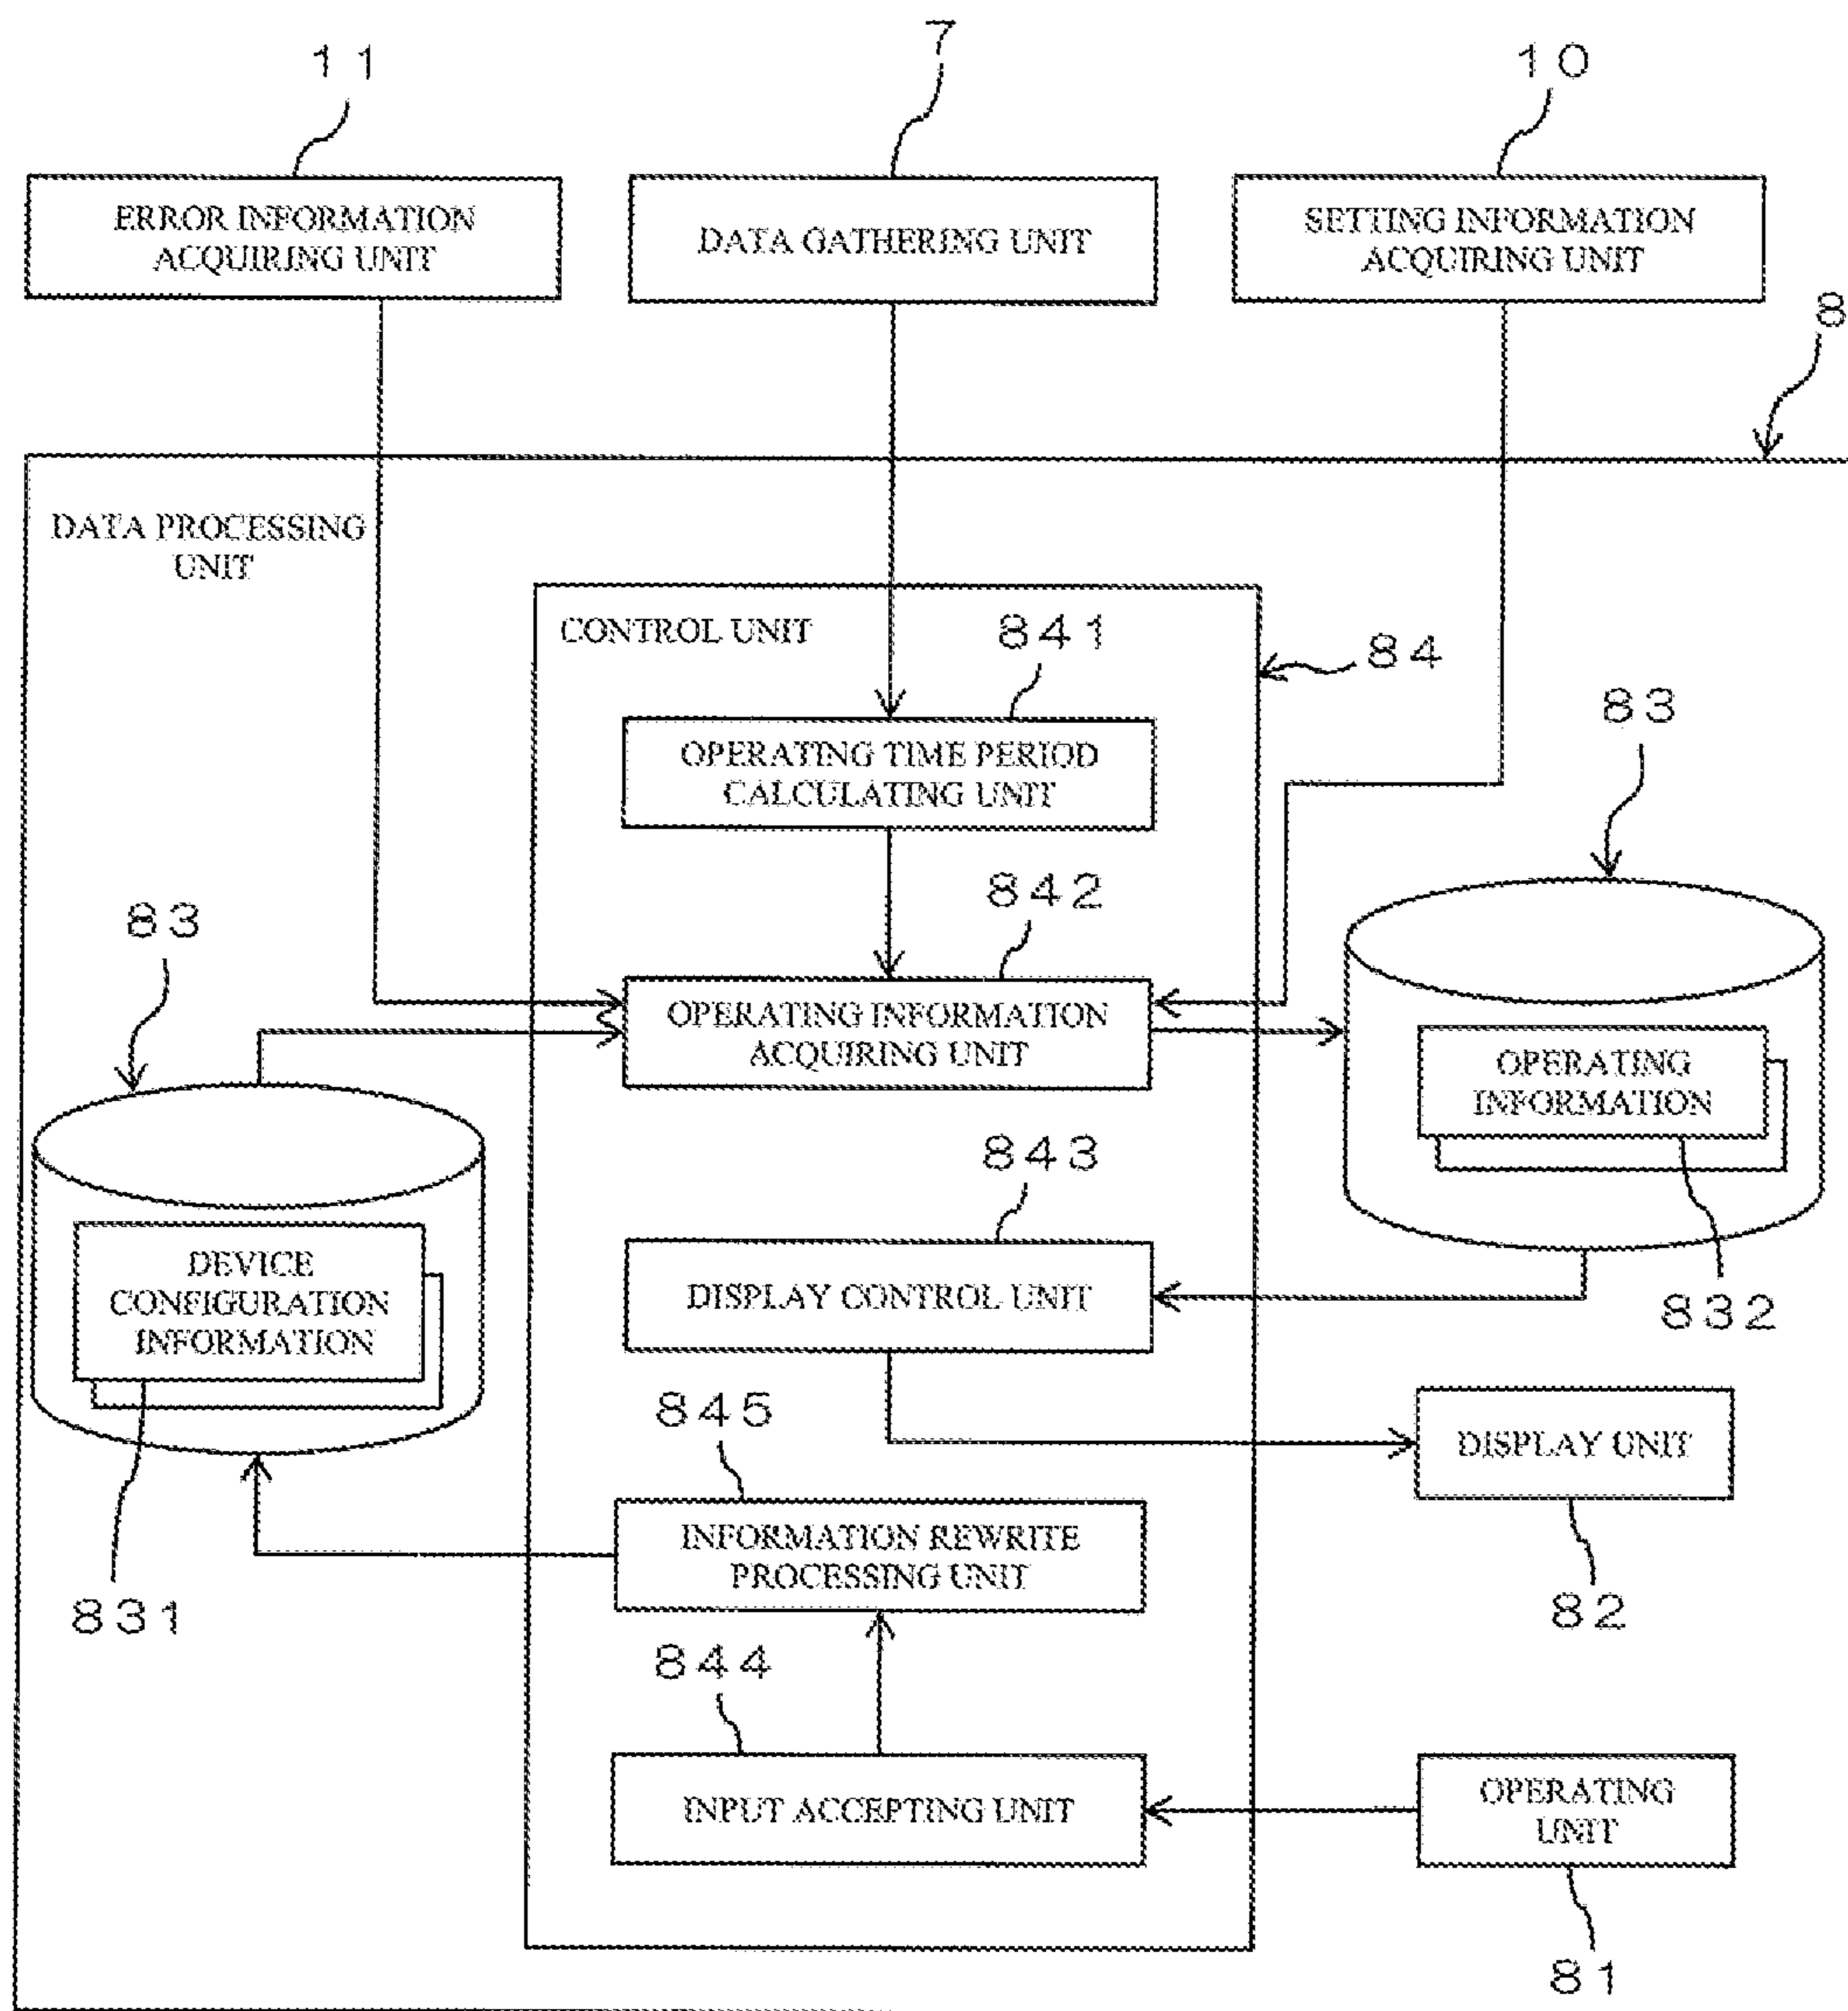 11
7
10
ERROR INFORMATION
ACQUIRING UNIT
DATA GATHERING UNIT
SETTING INFORMATION
ACQUIRING UNIT
8
DATA PROCESSING
UNIT
CONTROL UNIT
841
84
OPERATING TIME PERIOD
CALCULATING UNIT
83
842
83
OPERATING INFORMATION
ACQUIRING UNIT
OPERATING
INFORMATION
843
DEVICE
CONFIGURATION
INFORMATION
DISPLAY CONTROL UNIT
832
845
DISPLAY UNIT
INFORMATION REWRITE
PROCESSING UNIT
831
82
844
INPUT ACCEPTING UNIT
OPERATING
UNIT
81